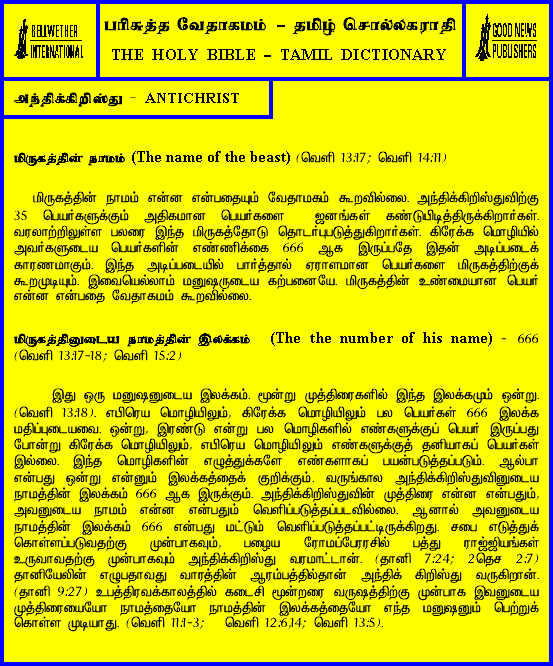 BELLWETHER
INTERNATIONAL
பரிசுத்த வேதாகமம் – தமிழ் சொல்லகராதி
THE HOLY BIBLE – TAMIL DICTIONARY
GOOD NEWS
PUBLISHERS
அந்திக்கிறிஸ்து - ANTICHRIST
மிருகத்தின் நாமம் (The name of the beast) (வெளி 13:17; வெளி 14:11)
மிருகத்தின் நாமம் என்ன என்பதையும் வேதாகமம் கூறவில்லை. அந்திக்கிறிஸ்துவிற்கு
35 பெயர்களுக்கும் அதிகமான பெயர்களை ஜனங்கள் கண்டுபிடித்திருக்கிறார்கள்.
வரலாற்றிலுள்ள பலரை இந்த மிருகத்தோடு தொடர்புபடுத்துகிறார்கள். கிரேக்க மொழியில்
அவர்களுடைய பெயர்களின் எண்ணிக்கை 666 ஆக இருப்பதே இதன் அடிப்படைக்
காரணமாகும். இந்த அடிப்படையில் பார்த்தால் ஏராளமான பெயர்களை மிருகத்திற்குக்
கூறமுடியும். இவையெல்லாம் மனுஷருடைய கற்பனையே. மிருகத்தின் உண்மையான பெயர்
என்ன என்பதை வேதாகமம் கூறவில்லை.
மிருகத்தினுடைய நாமத்தின் இலக்கம் (The the number of his name) - 666
(வெளி 13:17-18; வெளி 15:2)
இது ஒரு மனுஷனுடைய இலக்கம். மூன்று முத்திரைகளில் இந்த இலக்கமும் ஒன்று.
(வெளி 13:18). எபிரெய மொழியிலும், கிரேக்க மொழியிலும் பல பெயர்கள் 666 இலக்க
மதிப்புடையவை. ஒன்று, இரண்டு என்று பல மொழிகளில் எண்களுக்குப் பெயர் இருப்பது
போன்று கிரேக்க மொழியிலும், எபிரெய மொழியிலும் எண்களுக்குத் தனியாகப் பெயர்கள்
இல்லை. இந்த மொழிகளின் எழுத்துக்களே எண்களாகப் பயன்படுத்தப்படும். ஆல்பா
என்பது ஒன்று என்னும் இலக்கத்தைக் குறிக்கும். வருங்கால அந்திக்கிறிஸ்துவினுடைய
நாமத்தின் இலக்கம் 666 ஆக இருக்கும். அந்திக்கிறிஸ்துவின் முத்திரை என்ன என்பதும்,
அவனுடைய நாமம் என்ன என்பதும் வெளிப்படுத்தப்படவில்லை. ஆனால் அவனுடைய
நாமத்தின் இலக்கம் 666 என்பது மட்டும் வெளிப்படுத்தப்பட்டிருக்கிறது. சபை எடுத்துக்
கொள்ளப்படுவதற்கு முன்பாகவும், பழைய ரோமப்பேரரசில் பத்து ராஜ்ஜியங்கள்
உருவாவதற்கு முன்பாகவும் அந்திக்கிறிஸ்து வரமாட்டான். (தானி 7:24; 2தெச 2:7)
தானியேலின் எழுபதாவது வாரத்தின் ஆரம்பத்தில்தான் அந்திக் கிறிஸ்து வருகிறான்.
(தானி 9:27) உபத்திரவக்காலத்தில் கடைசி மூன்றரை வருஷத்திற்கு முன்பாக இவனுடைய
முத்திரையையோ நாமத்தையோ நாமத்தின் இலக்கத்தையோ எந்த மனுஷனும் பெற்றுக்
கொள்ள முடியாது. (வெளி 11:1-3; வெளி 12:6,14; வெளி 13:5).